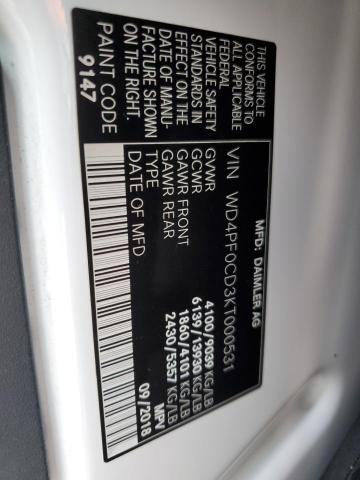 MFD. DAIMLER AG
VIN WD4PF0CD3KT000531
GVWR 4100/9039 KG/LB
GCWR 6139/13930 KG/LB
GAWR FRONT 1860/4101 KG/LB
GAWR REAR 2430/5357 KG/LB
TYPE MPV
DATE OF MFD. 09/2018
THIS VEHICLE
CONFORMS TO
ALL APPLICABLE
FEDERAL
VEHICLE SAFETY
STANDARDS IN
EFFECT ON THE
DATE OF MANU-
FACTURE SHOWN
ON THE RIGHT.
PAINT CODE
9147